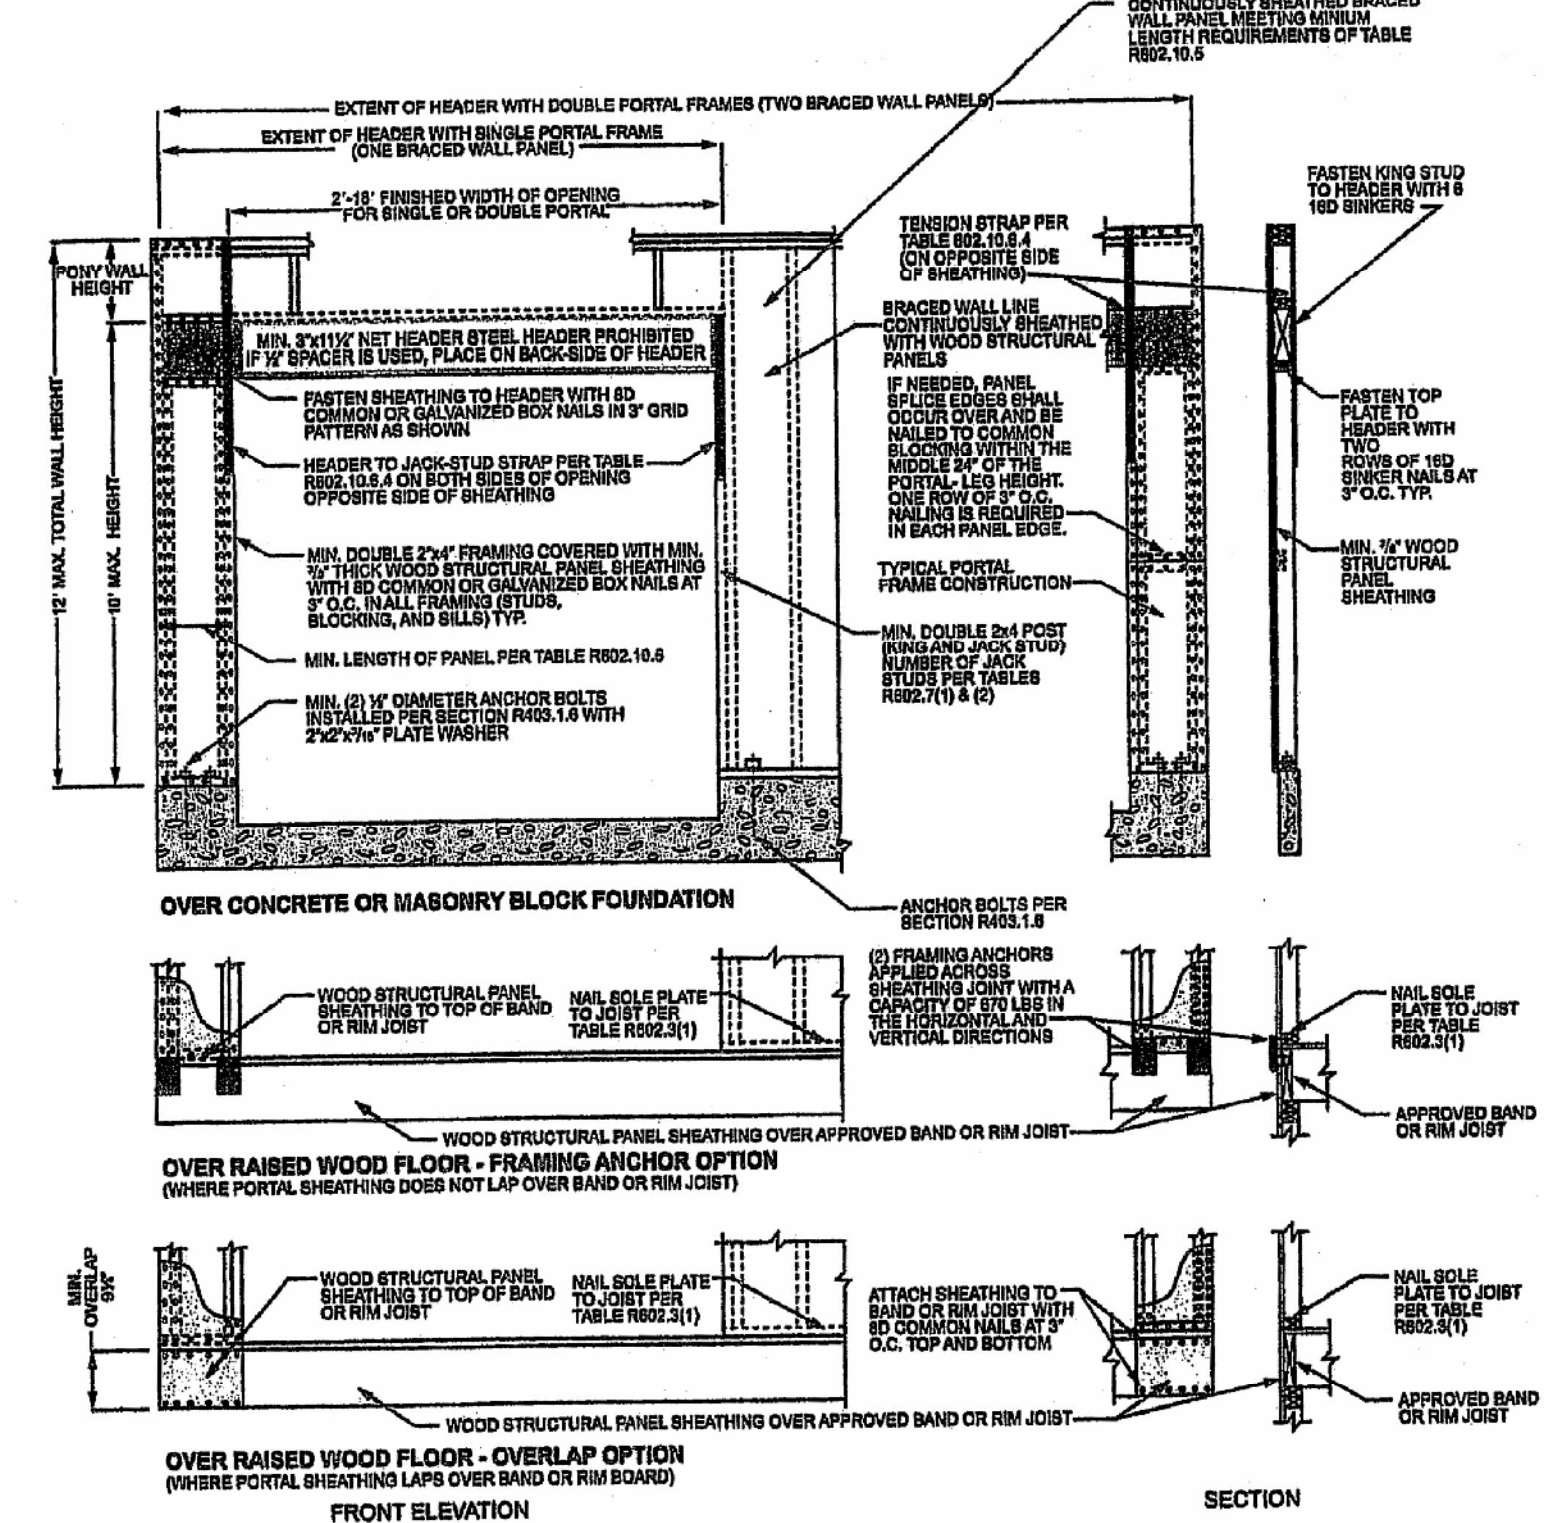 CONTINUOUSLY SHEATHED BRACED
WALL PANEL MEETING MINIUM
LENGTH REQUIREMENTS OF TABLE
R602.10.5
EXTENT OF HEADER WITH DOUBLE PORTAL FRAMES (TWO BRACED WALL PANELS)
EXTENT OF HEADER WITH SINGLE PORTAL FRAME
(ONE BRACED WALL PANEL)
2'-18' FINISHED WIDTH OF OPENING
FOR SINGLE OR DOUBLE PORTAL
PONY WALL
HEIGHT
12' MAX. TOTAL WALL HEIGHT
10' MAX. HEIGHT
MIN. 3"x11¼" NET HEADER STEEL HEADER PROHIBITED
IF ½" SPACER IS USED, PLACE ON BACK-SIDE OF HEADER
FASTEN SHEATHING TO HEADER WITH 8D
COMMON OR GALVANIZED BOX NAILS IN 3" GRID
PATTERN AS SHOWN
HEADER TO JACK-STUD STRAP PER TABLE
R602.10.6.4 ON BOTH SIDES OF OPENING
OPPOSITE SIDE OF SHEATHING
MIN. DOUBLE 2"x4" FRAMING COVERED WITH MIN.
⅜" THICK WOOD STRUCTURAL PANEL SHEATHING
WITH 8D COMMON OR GALVANIZED BOX NAILS AT
3" O.C. IN ALL FRAMING (STUDS,
BLOCKING, AND SILLS) TYP.
MIN. LENGTH OF PANEL PER TABLE R602.10.5
MIN. (2) ½" DIAMETER ANCHOR BOLTS
INSTALLED PER SECTION R403.1.6 WITH
2"x2"x3/16" PLATE WASHER
TENSION STRAP PER
TABLE 602.10.6.4
(ON OPPOSITE SIDE
OF SHEATHING)
BRACED WALL LINE
CONTINUOUSLY SHEATHED
WITH WOOD STRUCTURAL
PANELS
IF NEEDED, PANEL
SPLICE EDGES SHALL
OCCUR OVER AND BE
NAILED TO COMMON
BLOCKING WITHIN THE
MIDDLE 24" OF THE
PORTAL- LEG HEIGHT.
ONE ROW OF 3" O.C.
NAILING IS REQUIRED
IN EACH PANEL EDGE.
TYPICAL PORTAL
FRAME CONSTRUCTION
MIN. DOUBLE 2x4 POST
(KING AND JACK STUD)
NUMBER OF JACK
STUDS PER TABLES
R602.7(1) & (2)
FASTEN KING STUD
TO HEADER WITH 6
16D SINKERS
FASTEN TOP
PLATE TO
HEADER WITH
TWO
ROWS OF 16D
SINKER NAILS AT
3" O.C. TYP.
MIN. ⅜" WOOD
STRUCTURAL
PANEL
SHEATHING
OVER CONCRETE OR MASONRY BLOCK FOUNDATION
ANCHOR BOLTS PER
SECTION R403.1.6
WOOD STRUCTURAL PANEL
SHEATHING TO TOP OF BAND
OR RIM JOIST
NAIL SOLE PLATE
TO JOIST PER
TABLE R602.3(1)
(2) FRAMING ANCHORS
APPLIED ACROSS
SHEATHING JOINT WITH A
CAPACITY OF 670 LBS IN
THE HORIZONTAL AND
VERTICAL DIRECTIONS
NAIL SOLE
PLATE TO JOIST
PER TABLE
R602.3(1)
APPROVED BAND
OR RIM JOIST
WOOD STRUCTURAL PANEL SHEATHING OVER APPROVED BAND OR RIM JOIST
OVER RAISED WOOD FLOOR - FRAMING ANCHOR OPTION
(WHERE PORTAL SHEATHING DOES NOT LAP OVER BAND OR RIM JOIST)
MIN.
OVERLAP
9¼"
WOOD STRUCTURAL PANEL
SHEATHING TO TOP OF BAND
OR RIM JOIST
NAIL SOLE PLATE
TO JOIST PER
TABLE R602.3(1)
ATTACH SHEATHING TO
BAND OR RIM JOIST WITH
8D COMMON NAILS AT 3"
O.C. TOP AND BOTTOM
NAIL SOLE
PLATE TO JOIST
PER TABLE
R602.3(1)
APPROVED BAND
OR RIM JOIST
WOOD STRUCTURAL PANEL SHEATHING OVER APPROVED BAND OR RIM JOIST
OVER RAISED WOOD FLOOR - OVERLAP OPTION
(WHERE PORTAL SHEATHING LAPS OVER BAND OR RIM BOARD)
FRONT ELEVATION
SECTION